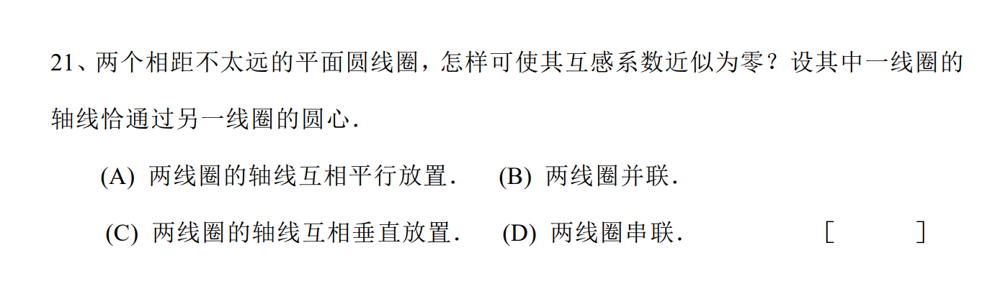 21、两个相距不太远的平面圆线圈，怎样可使其互感系数近似为零？设其中一线圈的
轴线恰通过另一线圈的圆心．
(A) 两线圈的轴线互相平行放置． (B) 两线圈并联．
(C) 两线圈的轴线互相垂直放置． (D) 两线圈串联． ［ ］